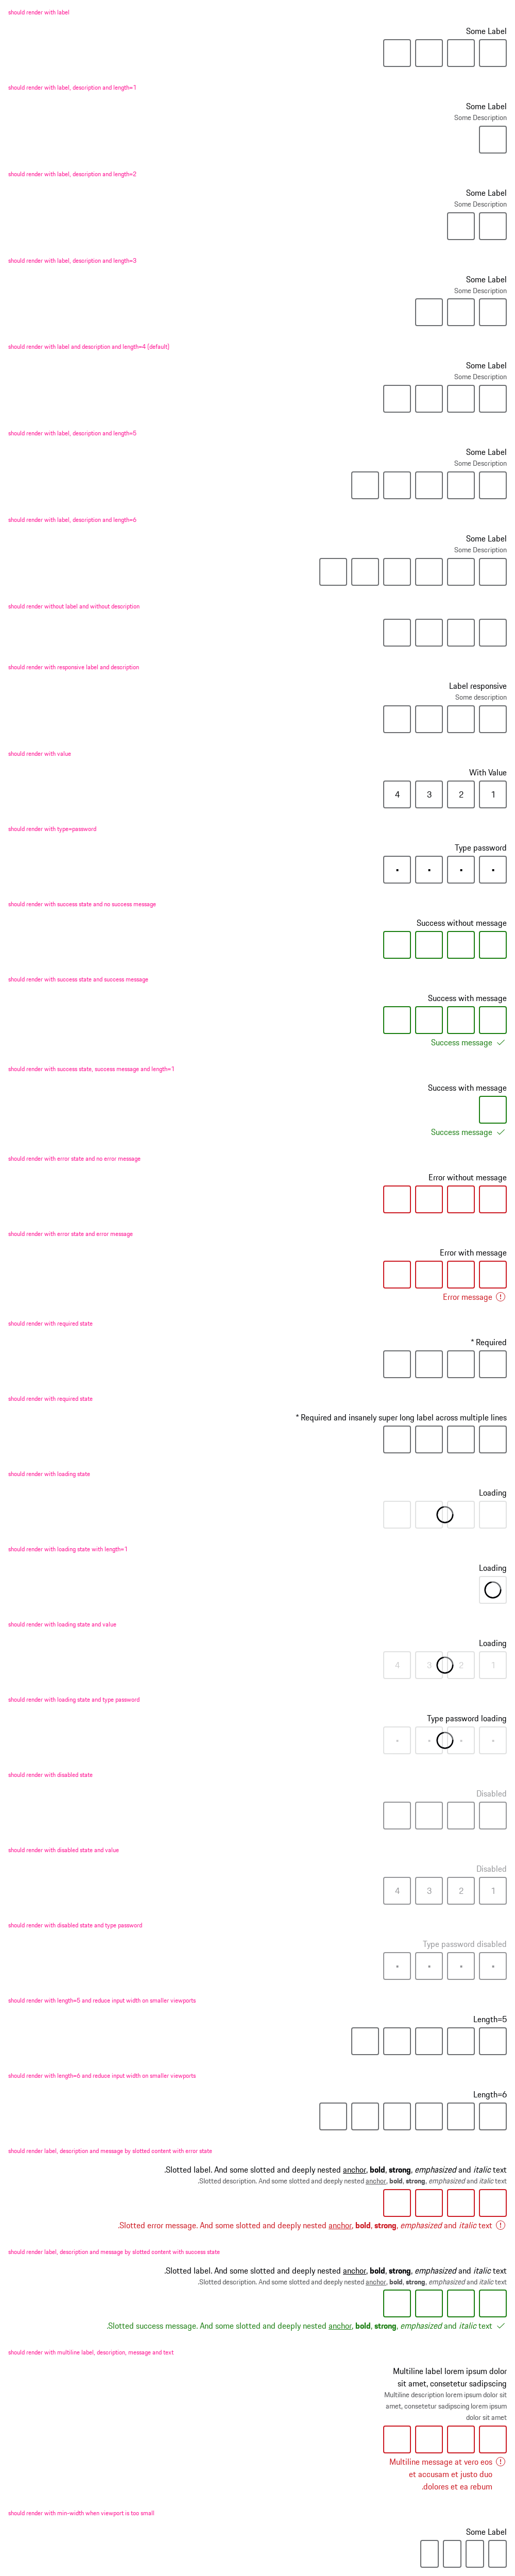 should render with label
Some Label
should render with label, description and length=1
Some Label
Some Description
should render with label, description and length=2
Some Label
Some Description
should render with label, description and length=3
Some Label
Some Description
should render with label and description and length=4 (default)
Some Label
Some Description
should render with label, description and length=5
Some Label
Some Description
should render with label, description and length=6
Some Label
Some Description
should render without label and without description
should render with responsive label and description
Label responsive
Some description
should render with value
With Value
4 3 2 1
should render with type=password
Type password
should render with success state and no success message
Success without message
should render with success state and success message
Success with message
Success message
should render with success state, success message and length=1
Success with message
Success message
should render with error state and no error message
Error without message
should render with error state and error message
Error with message
Error message
should render with required state
* Required
should render with required state
* Required and insanely super long label across multiple lines
should render with loading state
Loading
should render with loading state with length=1
Loading
should render with loading state and value
Loading
4 3 2 1
should render with loading state and type password
Type password loading
should render with disabled state
Disabled
should render with disabled state and value
Disabled
4 3 2 1
should render with disabled state and type password
Type password disabled
should render with length=5 and reduce input width on smaller viewports
Length=5
should render with length=6 and reduce input width on smaller viewports
Length=6
should render label, description and message by slotted content with error state
.Slotted label. And some slotted and deeply nested anchor, bold, strong, emphasized and italic text
.Slotted description. And some slotted and deeply nested anchor, bold, strong, emphasized and italic text
.Slotted error message. And some slotted and deeply nested anchor, bold, strong, emphasized and italic text
should render label, description and message by slotted content with success state
.Slotted label. And some slotted and deeply nested anchor, bold, strong, emphasized and italic text
.Slotted description. And some slotted and deeply nested anchor, bold, strong, emphasized and italic text
.Slotted success message. And some slotted and deeply nested anchor, bold, strong, emphasized and italic text
should render with multiline label, description, message and text
Multiline label lorem ipsum dolor
sit amet, consetetur sadipscing
Multiline description lorem ipsum dolor sit
amet, consetetur sadipscing lorem ipsum
dolor sit amet
Multiline message at vero eos
et accusam et justo duo
.dolores et ea rebum
should render with min-width when viewport is too small
Some Label